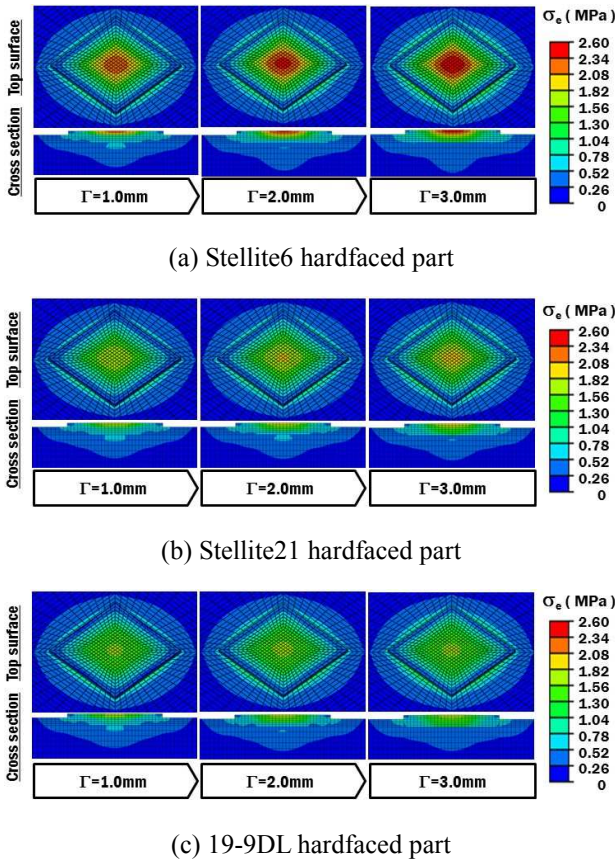 σe ( MPa )
Top surface
Cross section
2.60
2.34
2.08
1.82
1.56
1.30
1.04
0.78
0.52
0.26
0
Γ=1.0mm
Γ=2.0mm
Γ=3.0mm
(a) Stellite6 hardfaced part
σe ( MPa )
Top surface
Cross section
2.60
2.34
2.08
1.82
1.56
1.30
1.04
0.78
0.52
0.26
0
Γ=1.0mm
Γ=2.0mm
Γ=3.0mm
(b) Stellite21 hardfaced part
σe ( MPa )
Top surface
Cross section
2.60
2.34
2.08
1.82
1.56
1.30
1.04
0.78
0.52
0.26
0
Γ=1.0mm
Γ=2.0mm
Γ=3.0mm
(c) 19-9DL hardfaced part